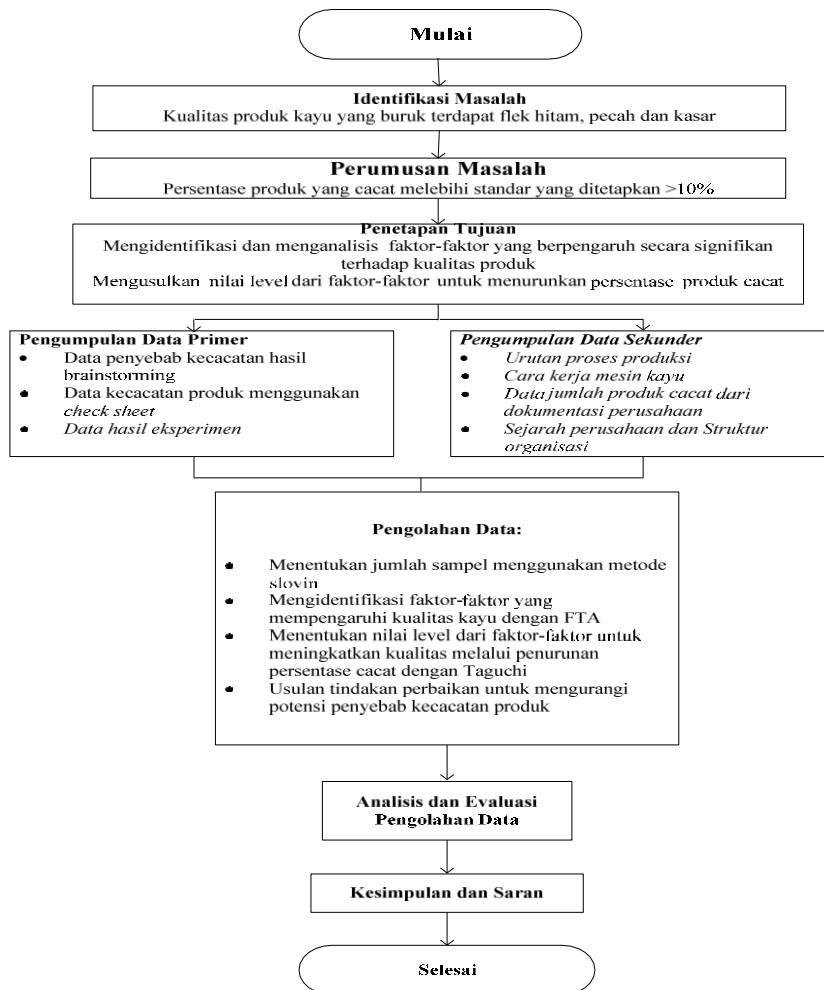 Mulai
Identifikasi Masalah
Kualitas produk kayu yang buruk terdapat flek hitam, pecah dan kasar
Perumusan Masalah
Persentase produk yang cacat melebihi standar yang ditetapkan >10%
Penetapan Tujuan
Mengidentifikasi dan menganalisis faktor-faktor yang berpengaruh secara signifikan
terhadap kualitas produk
Mengusulkan nilai level dari faktor-faktor untuk menurunkan persentase produk cacat
Pengumpulan Data Primer
• Data penyebab kecacatan hasil
brainstorming
• Data kecacatan produk menggunakan
check sheet
• Data hasil eksperimen
Pengumpulan Data Sekunder
• Urutan proses produksi
• Cara kerja mesin kayu
• Data jumlah produk cacat dari
dokumentasi perusahaan
• Sejarah perusahaan dan Struktur
organisasi
Pengolahan Data:
• Menentukan jumlah sampel menggunakan metode
slovin
• Mengidentifikasi faktor-faktor yang
mempengaruhi kualitas kayu dengan FTA
• Menentukan nilai level dari faktor-faktor untuk
meningkatkan kualitas melalui penurunan
persentase cacat dengan Taguchi
• Usulan tindakan perbaikan untuk mengurangi
potensi penyebab kecacatan produk
Analisis dan Evaluasi
Pengolahan Data
Kesimpulan dan Saran
Selesai